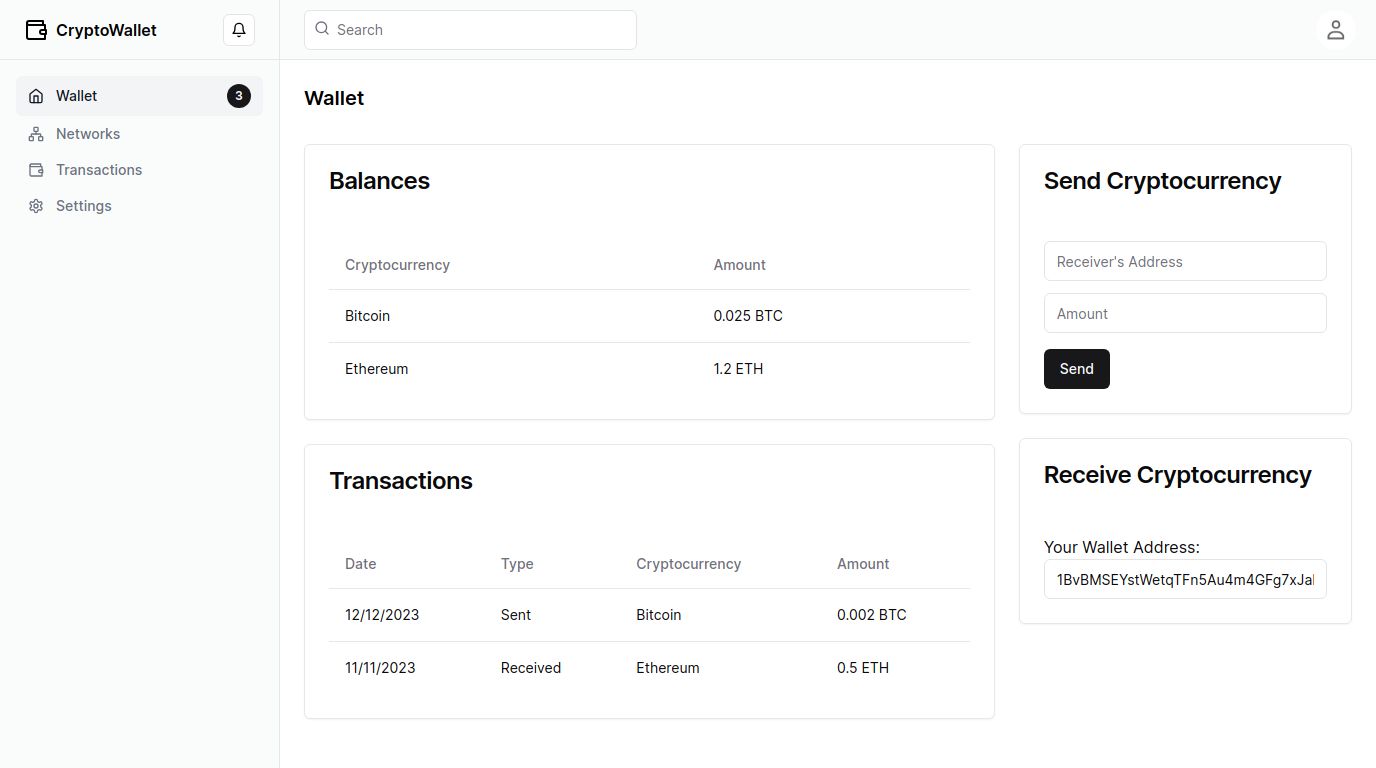 CryptoWallet
Search
Wallet 3
Networks
Transactions
Settings
Wallet
Balances
Cryptocurrency Amount
Bitcoin 0.025 BTC
Ethereum 1.2 ETH
Transactions
Date Type Cryptocurrency Amount
12/12/2023 Sent Bitcoin 0.002 BTC
11/11/2023 Received Ethereum 0.5 ETH
Send Cryptocurrency
Receiver's Address
Amount
Send
Receive Cryptocurrency
Your Wallet Address:
1BvBMSEYstWetqTFn5Au4m4GFg7xJa